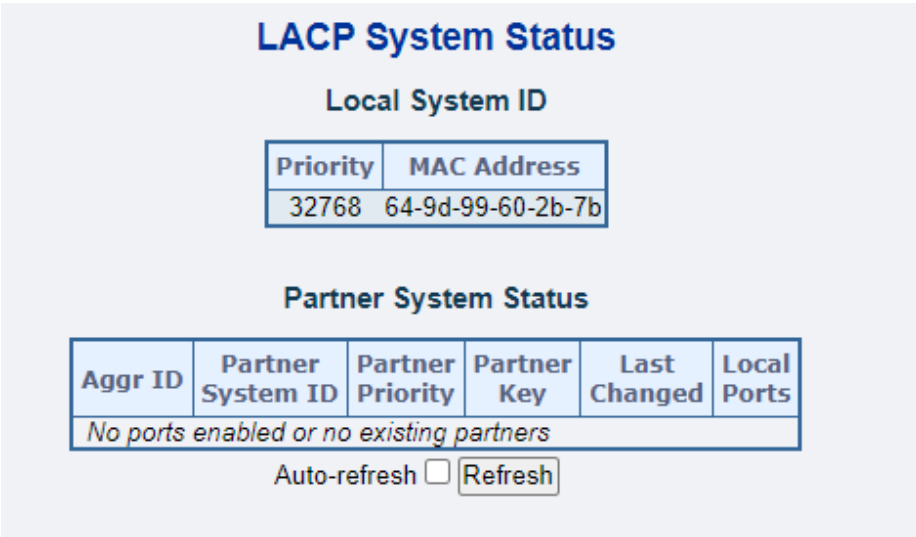 LACP System Status
Local System ID
Priority MAC Address
32768 64-9d-99-60-2b-7b
Partner System Status
Aggr ID Partner System ID Partner Priority Partner Key Last Changed Local Ports
No ports enabled or no existing partners
Auto-refresh Refresh